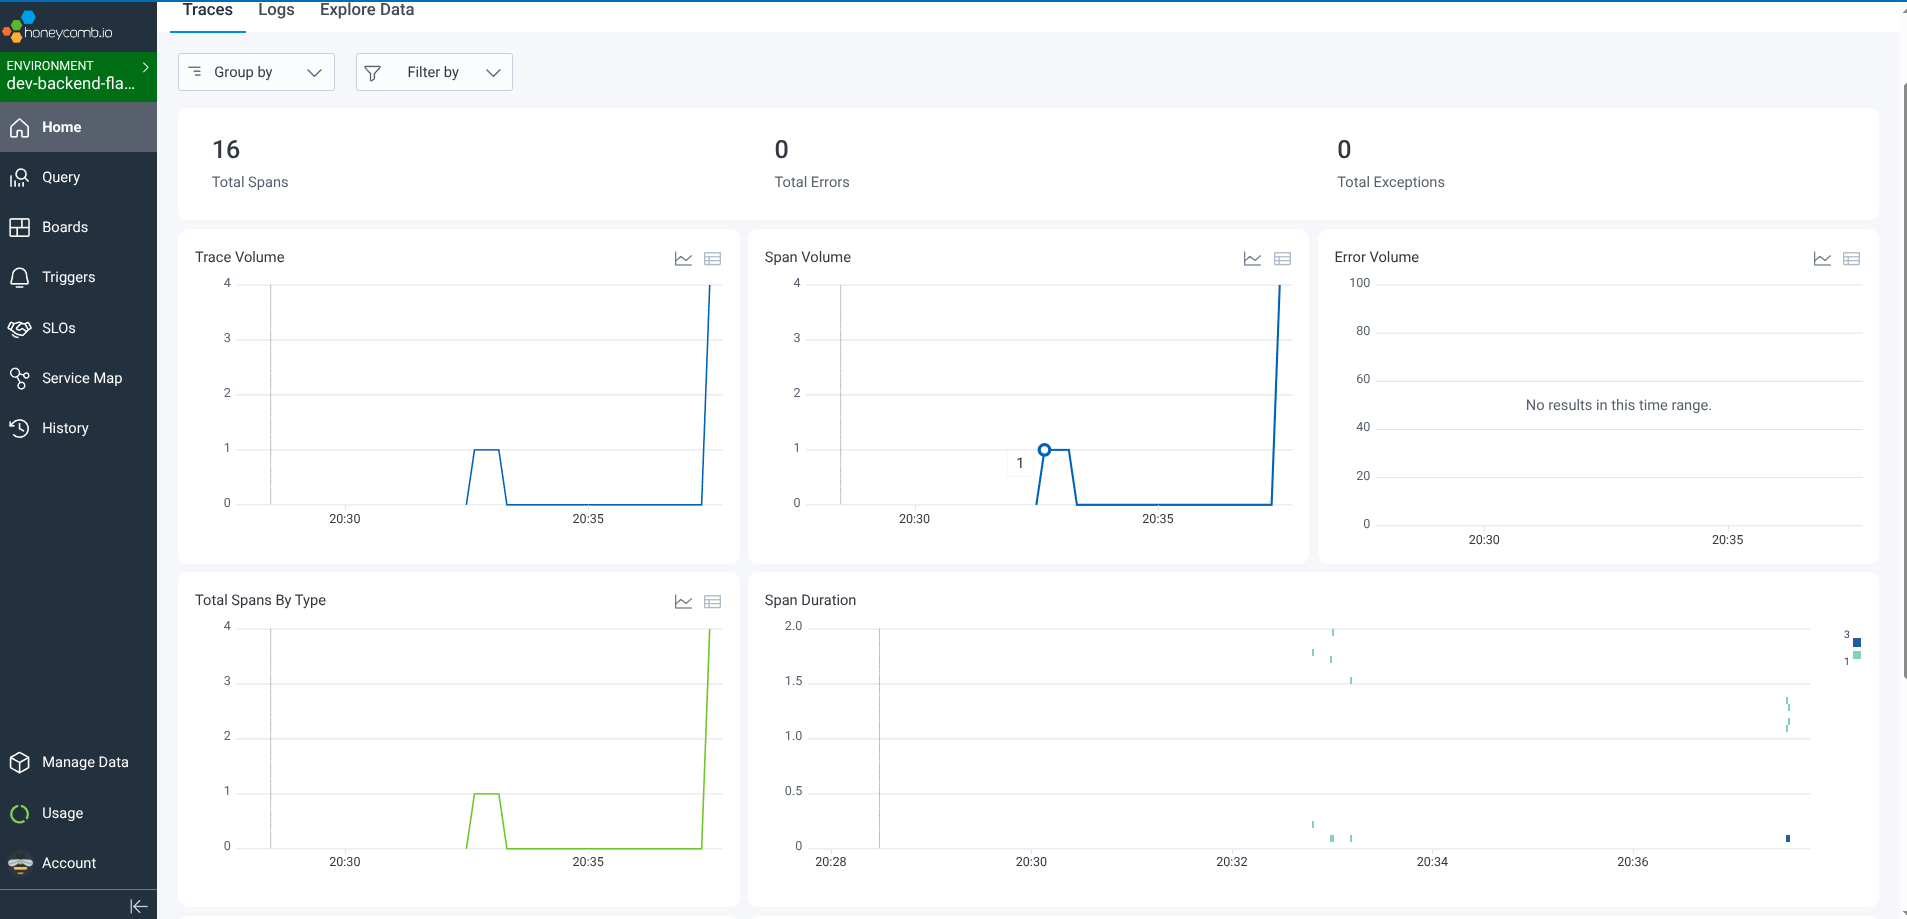 Traces Logs Explore Data
honeycomb.io
ENVIRONMENT
dev-backend-fla...
Home
Query
Boards
Triggers
SLOs
Service Map
History
Manage Data
Usage
Account
Group by
Filter by
16
Total Spans
0
Total Errors
0
Total Exceptions
Trace Volume
4
3
2
1
0
20:30 20:35
Span Volume
4
3
2
1
0
1
20:30 20:35
Error Volume
100
80
60
40
20
0
No results in this time range.
20:30 20:35
Total Spans By Type
4
3
2
1
0
20:30 20:35
Span Duration
2.0
1.5
1.0
0.5
0
20:28 20:30 20:32 20:34 20:36
3
1